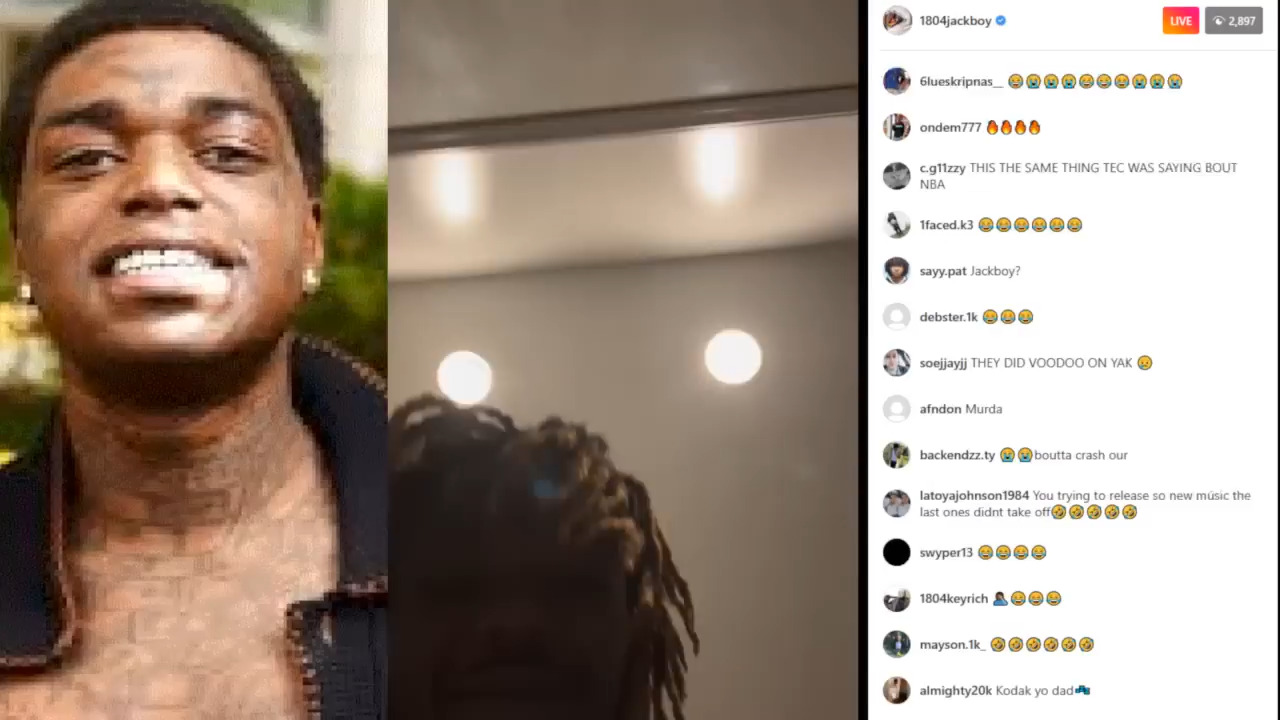 1804jackboy
LIVE
2,897
6lueskripnas__ 😂😭😭😭😂😂😂😭😭😭
ondem777 🔥🔥🔥🔥
c.g11zzy THIS THE SAME THING TEC WAS SAYING BOUT
NBA
1faced.k3 😂😂😂😂😂😂
sayy.pat Jackboy?
debster.1k 😂😂😂
soejjayjj THEY DID VOODOO ON YAK 😥
afndon Murda
backendzz.ty 😭😭boutta crash our
latoyajohnson1984 You trying to release so new music the
last ones didnt take off🤣🤣🤣🤣🤣
swyper13 😂😂😂😂
1804keyrich 🤦🏾‍♂️😂😂😂
mayson.1k_ 🤣🤣🤣🤣🤣🤣
almighty20k Kodak yo dad